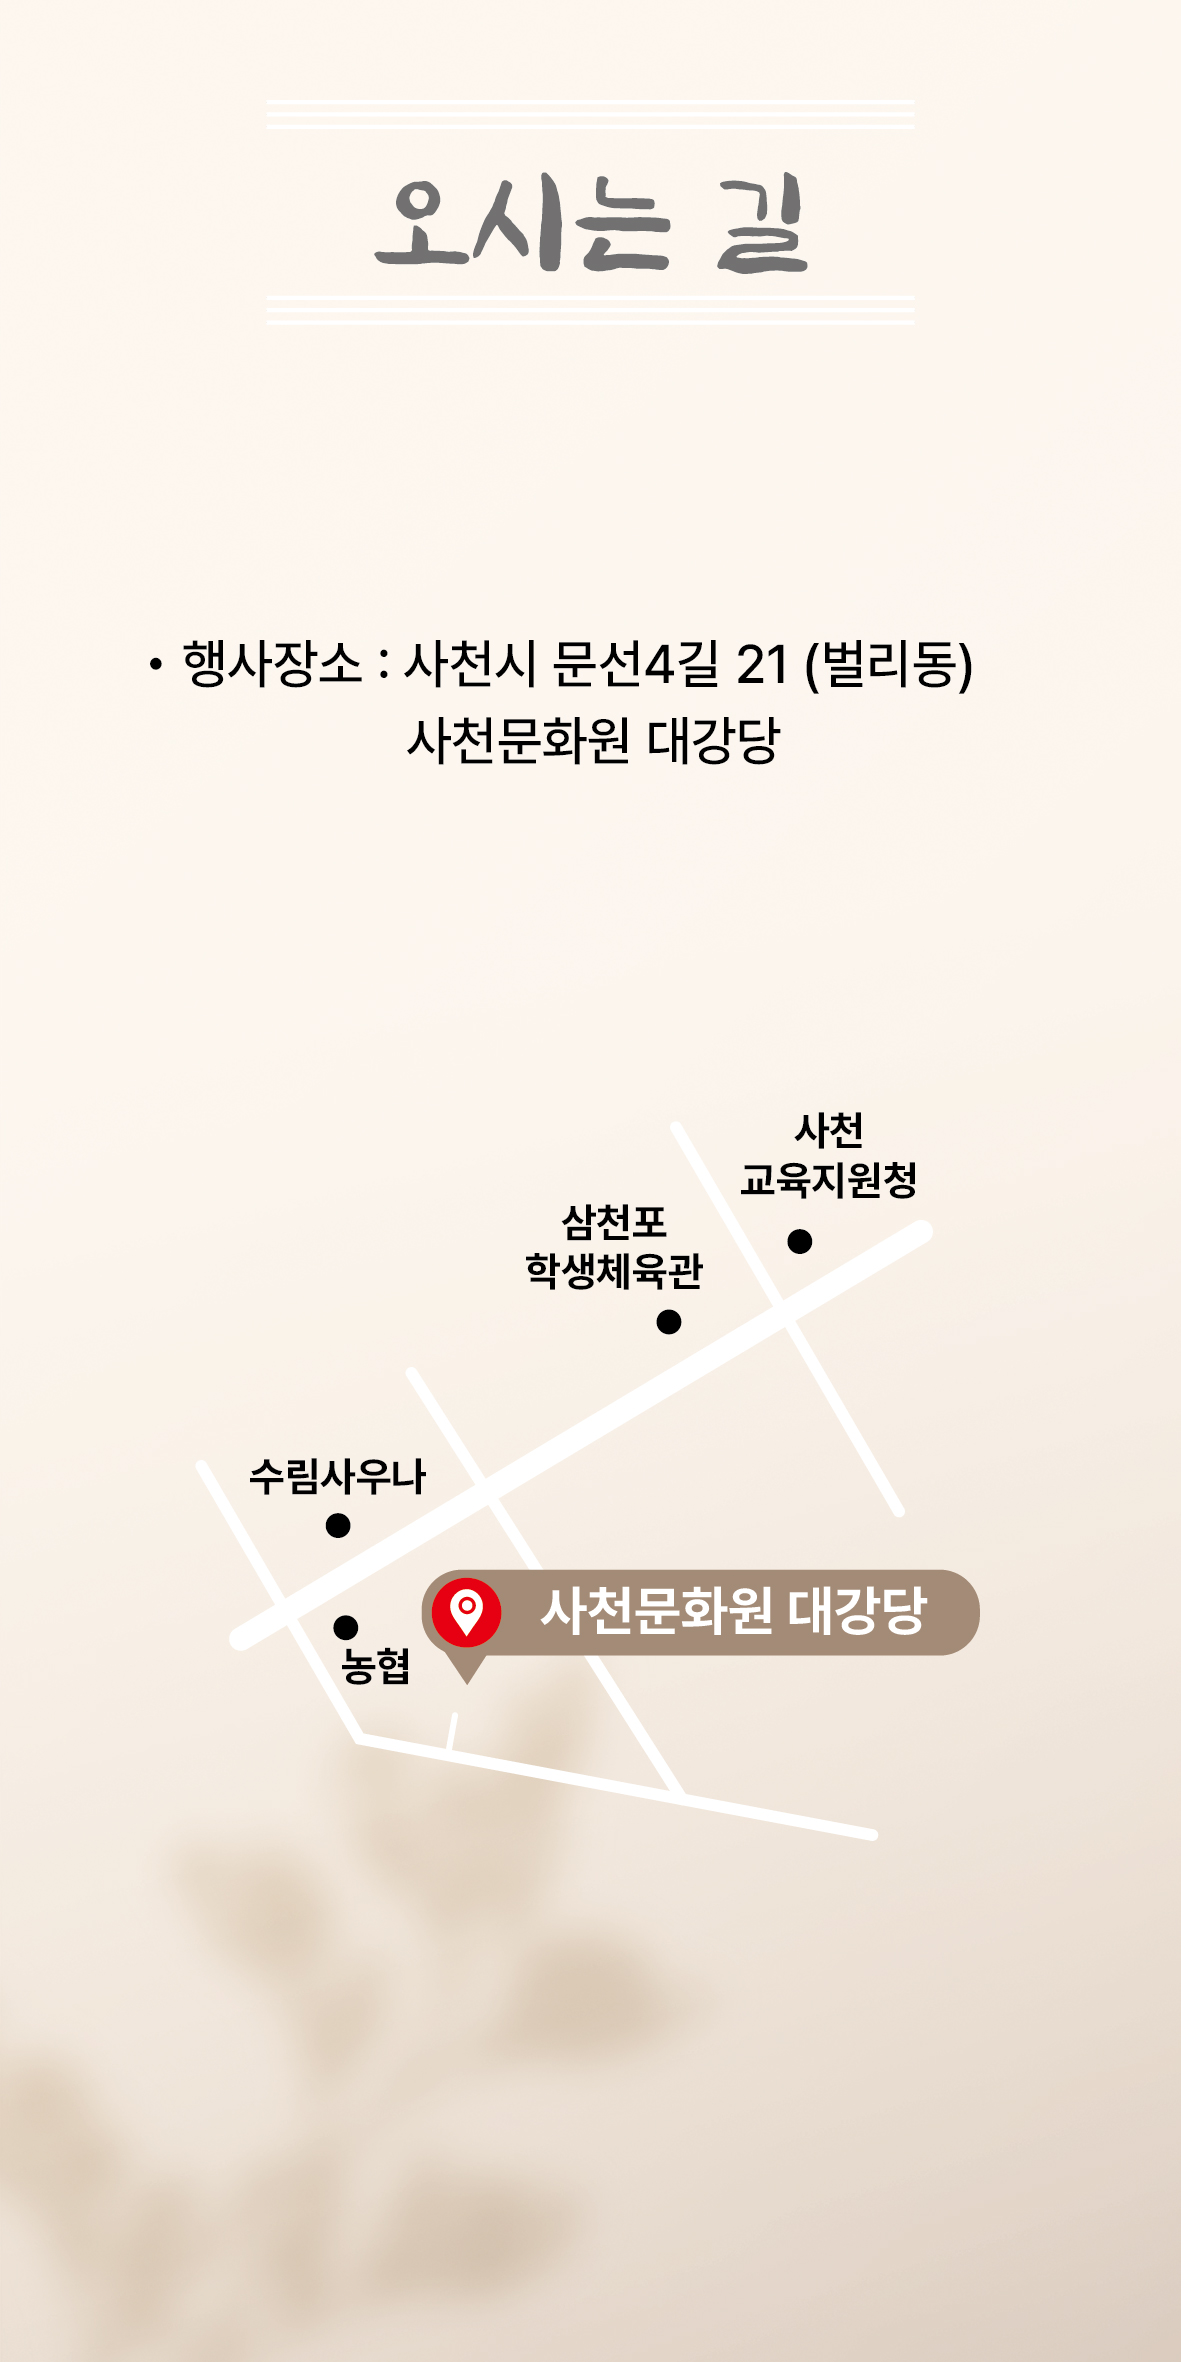 오시는 길
• 행사장소 : 사천시 문선4길 21 (벌리동)
사천문화원 대강당
사천
교육지원청
삼천포
학생체육관
수림사우나
사천문화원 대강당
농협